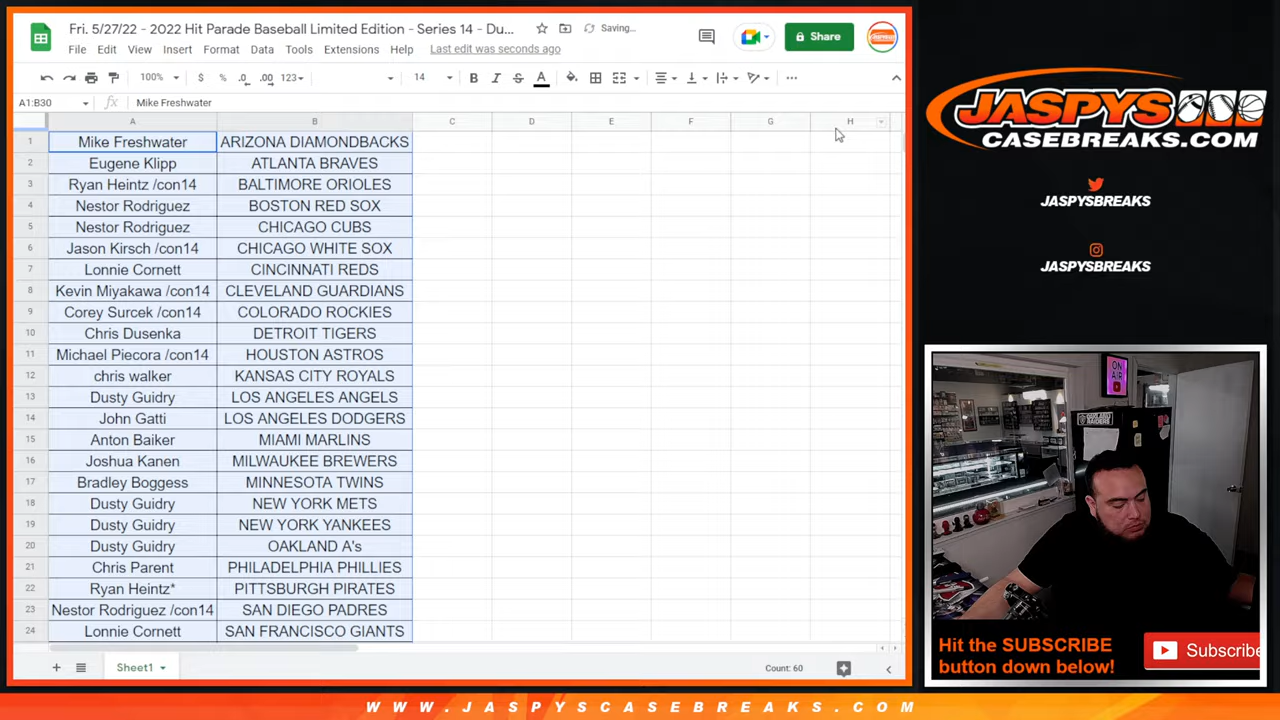 Fri. 5/27/22 - 2022 Hit Parade Baseball Limited Edition - Series 14 - Du...
Saving...
Share
File Edit View Format Data Tools Extensions Help Last edit was seconds ago
100% $ % .0 .00 123 14 B I S A
A1:B30 fx Mike Freshwater
A B C D E F G H
1 Mike Freshwater ARIZONA DIAMONDBACKS
2 Eugene Klipp ATLANTA BRAVES
3 Ryan Heintz /con14 BALTIMORE ORIOLES
4 Nestor Rodriguez BOSTON RED SOX
5 Nestor Rodriguez CHICAGO CUBS
6 Jason Kirsch /con14 CHICAGO WHITE SOX
7 Lonnie Cornett CINCINNATI REDS
8 Kevin Miyakawa /con14 CLEVELAND GUARDIANS
9 Corey Surcek /con14 COLORADO ROCKIES
10 Chris Dusenka DETROIT TIGERS
11 Michael Piecora /con14 HOUSTON ASTROS
12 chris walker KANSAS CITY ROYALS
13 Dusty Guidry LOS ANGELES ANGELS
14 John Gatti LOS ANGELES DODGERS
15 Anton Baiker MIAMI MARLINS
16 Joshua Kanen MILWAUKEE BREWERS
17 Bradley Boggess MINNESOTA TWINS
18 Dusty Guidry NEW YORK METS
19 Dusty Guidry NEW YORK YANKEES
20 Dusty Guidry OAKLAND A's
21 Chris Parent PHILADELPHIA PHILLIES
22 Ryan Heintz* PITTSBURGH PIRATES
23 Nestor Rodriguez /con14 SAN DIEGO PADRES
24 Lonnie Cornett SAN FRANCISCO GIANTS
Sheet1
Count: 60
JASPYS
CASEBREAKS.COM
JASPYSBREAKS
JASPYSBREAKS
ON AIR
OAKLAND
RAIDERS
Hit the SUBSCRIBE
button down below!
Subscribe
WWW.JASPYSCASEBREAKS.COM